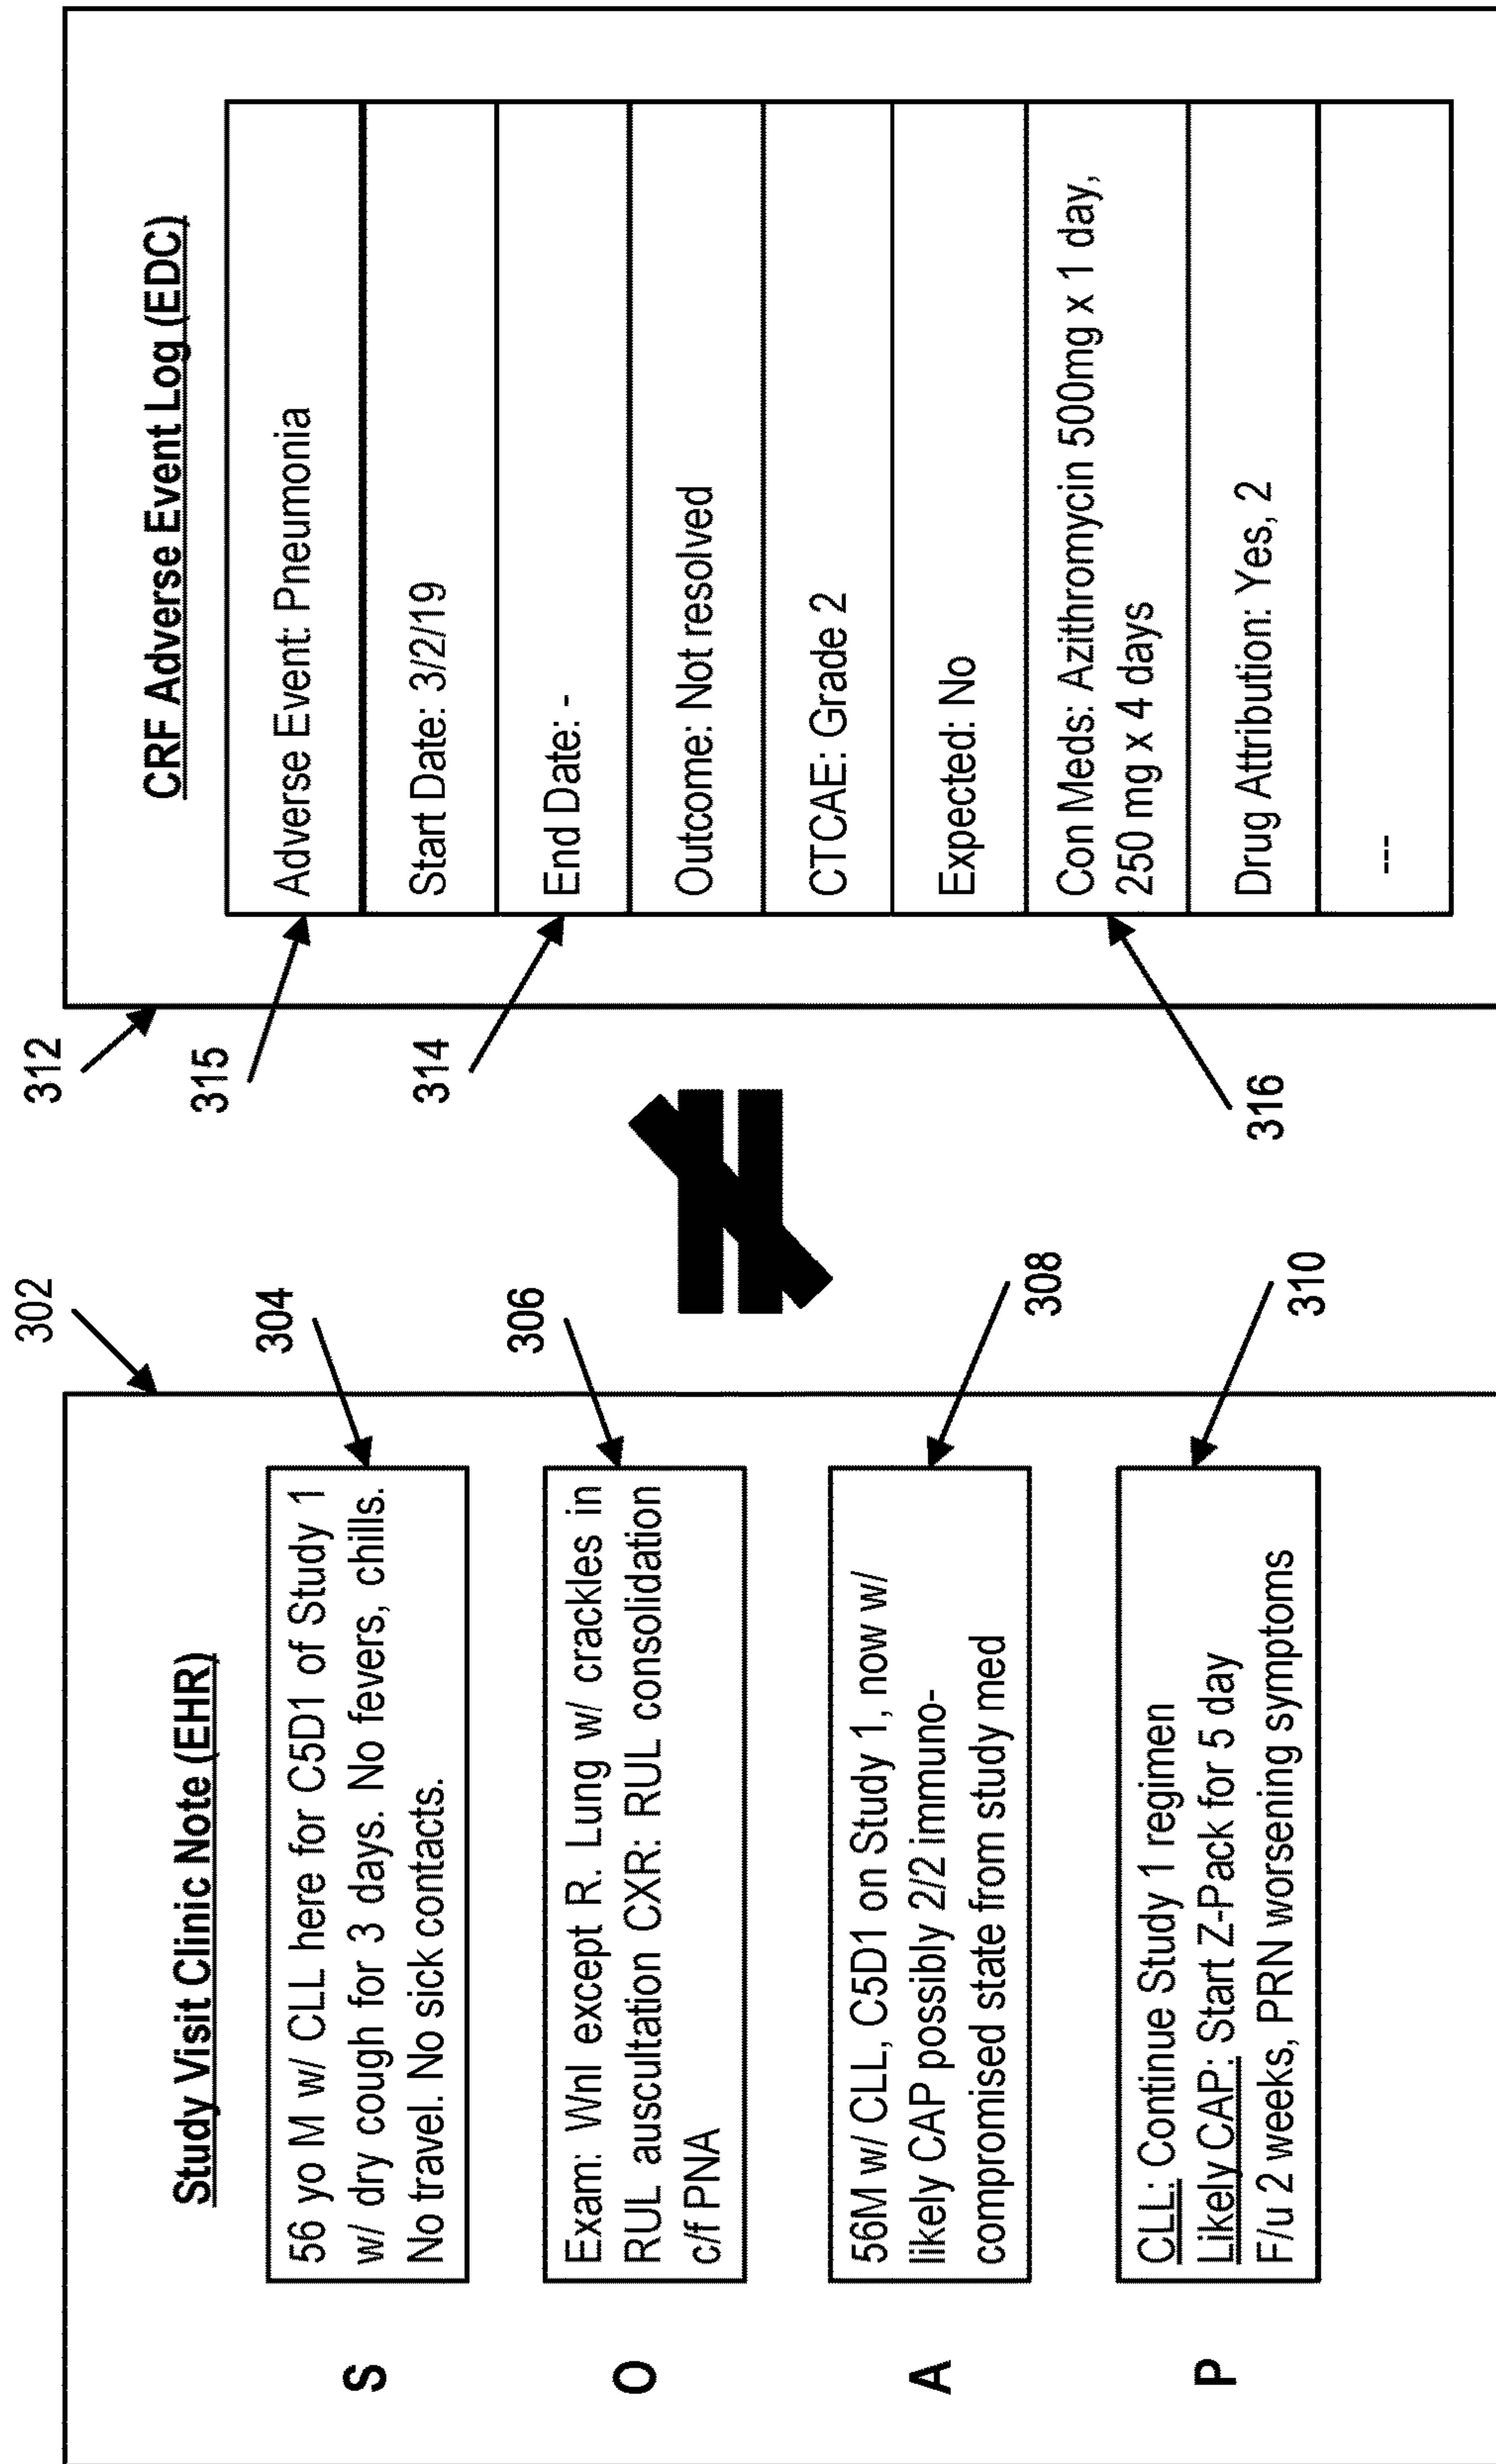 302
Study Visit Clinic Note (EHR)
S
56 yo M w/ CLL here for C5D1 of Study 1
w/ dry cough for 3 days. No fevers, chills.
No travel. No sick contacts.
304
O
Exam: Wnl except R. Lung w/ crackles in
RUL auscultation CXR: RUL consolidation
c/f PNA
306
A
56M w/ CLL, C5D1 on Study 1, now w/
likely CAP possibly 2/2 immuno-
compromised state from study med
308
P
CLL: Continue Study 1 regimen
Likely CAP: Start Z-Pack for 5 day
F/u 2 weeks, PRN worsening symptoms
310
312
CRF Adverse Event Log (EDC)
315
Adverse Event: Pneumonia
Start Date: 3/2/19
314
End Date: -
Outcome: Not resolved
CTCAE: Grade 2
Expected: No
Con Meds: Azithromycin 500mg x 1 day,
250 mg x 4 days
316
Drug Attribution: Yes, 2
---